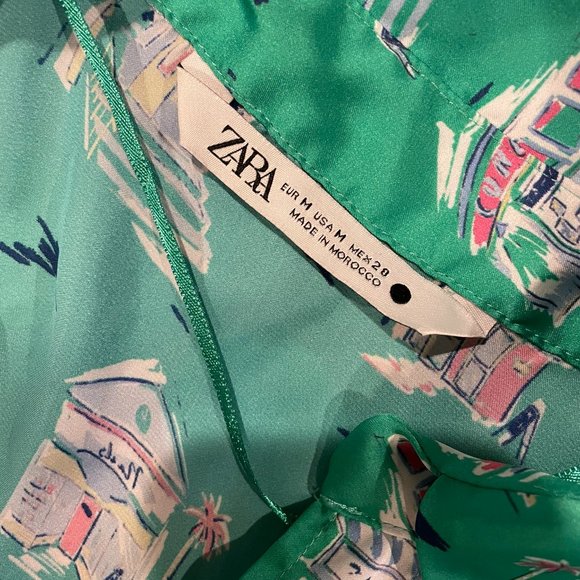 ZARA
EUR M USA M MEX 28
MADE IN MOROCCO